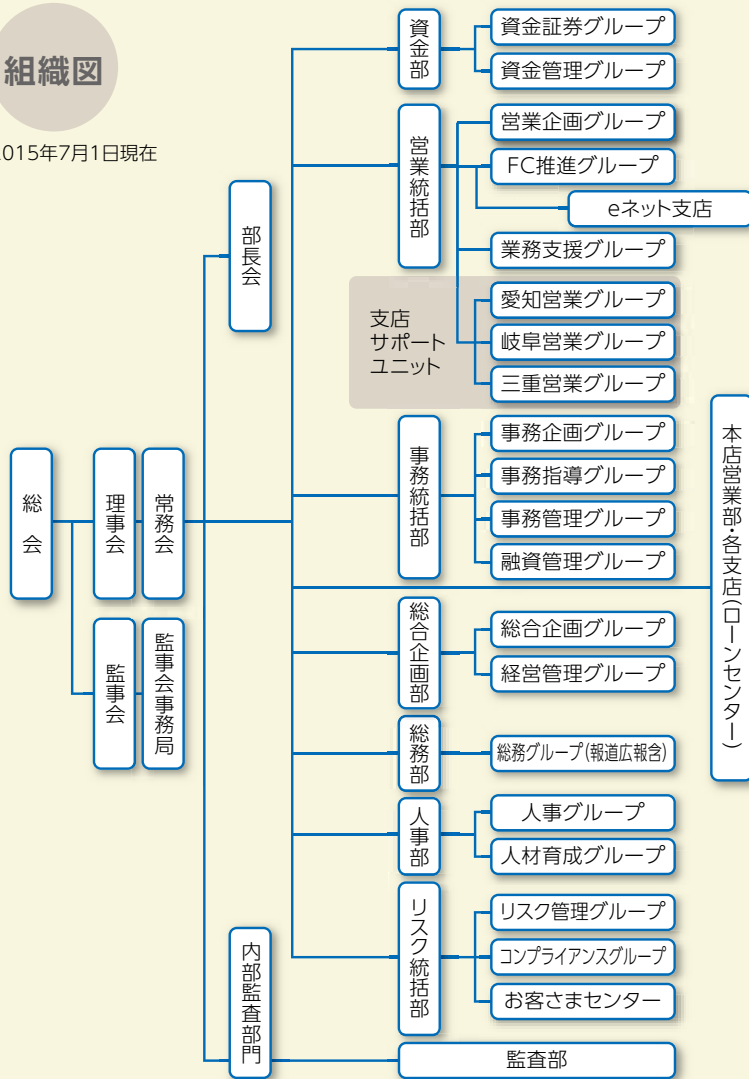 組織図
015年7月1日現在
総会
理事会
常務会
監事会
監事会事務局
部長会
内部監査部門
資金部
資金証券グループ
資金管理グループ
営業統括部
営業企画グループ
FC推進グループ
eネット支店
業務支援グループ
支店
サポート
ユニット
愛知営業グループ
岐阜営業グループ
三重営業グループ
事務統括部
事務企画グループ
事務指導グループ
事務管理グループ
融資管理グループ
本店営業部・各支店(ローンセンター)
総合企画部
総合企画グループ
経営管理グループ
総務部
総務グループ(報道広報含)
人事部
人事グループ
人材育成グループ
リスク統括部
リスク管理グループ
コンプライアンスグループ
お客さまセンター
監査部